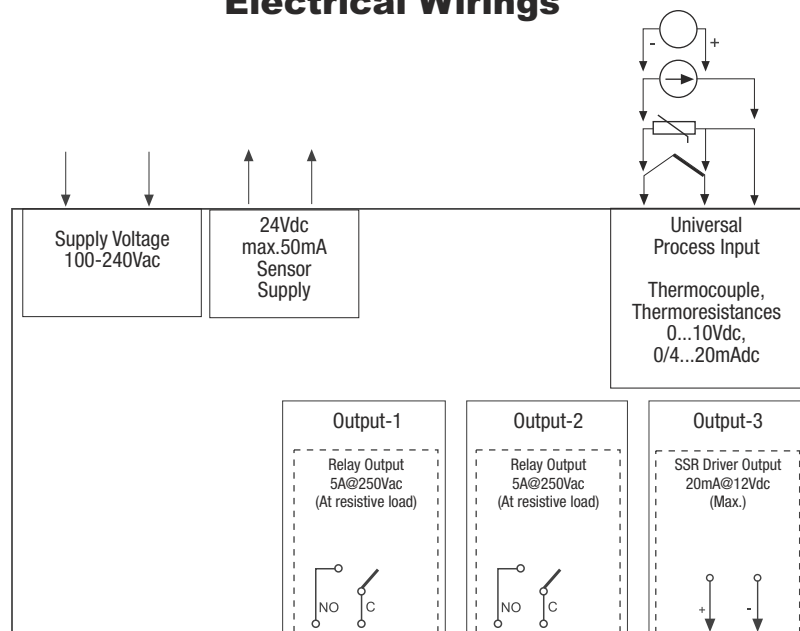 Electrical Wirings
- +
Supply Voltage
100-240Vac
24Vdc
max.50mA
Sensor
Supply
Universal
Process Input
Thermocouple,
Thermoresistances
0...10Vdc,
0/4...20mAdc
Output-1
Relay Output
5A@250Vac
(At resistive load)
NO C
Output-2
Relay Output
5A@250Vac
(At resistive load)
NO C
Output-3
SSR Driver Output
20mA@12Vdc
(Max.)
+ -